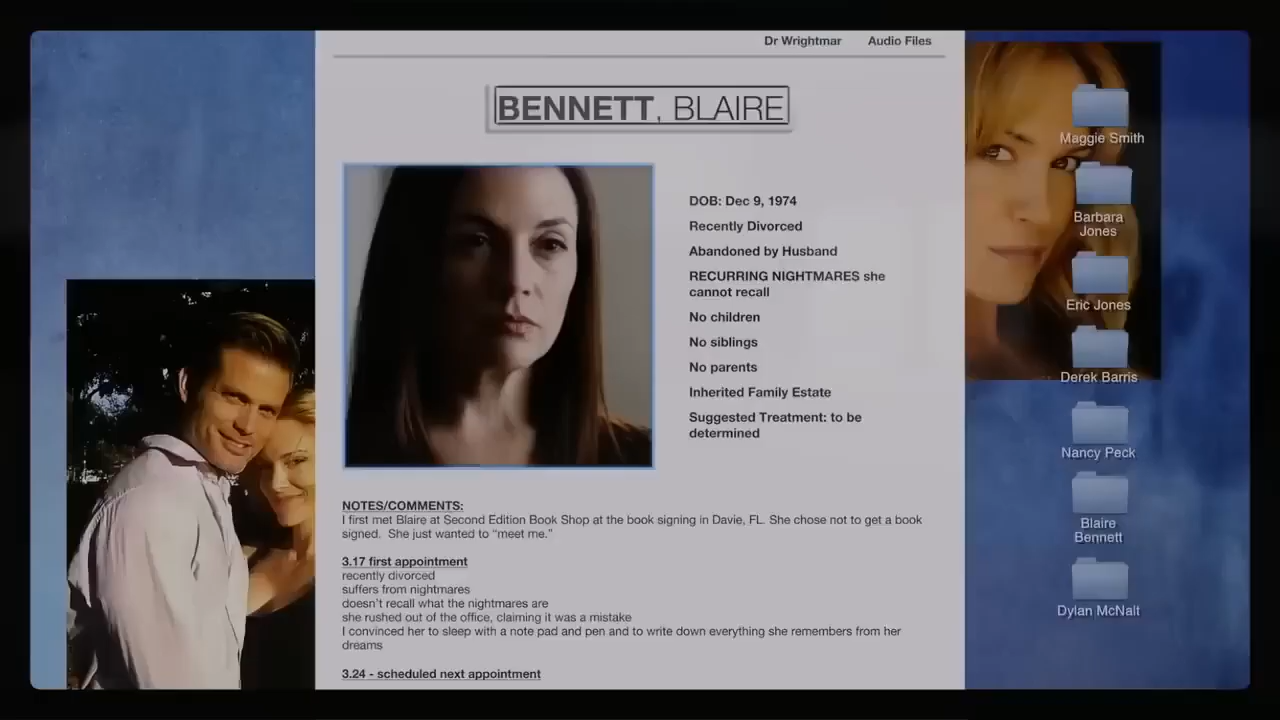 Dr Wrightmar
Audio Files
BENNETT, BLAIRE
DOB: Dec 9, 1974
Recently Divorced
Abandoned by Husband
RECURRING NIGHTMARES she
cannot recall
No children
No siblings
No parents
Inherited Family Estate
Suggested Treatment: to be
determined
NOTES/COMMENTS:
I first met Blaire at Second Edition Book Shop at the book signing in Davie, FL. She chose not to get a book
signed. She just wanted to “meet me.”
3.17 first appointment
recently divorced
suffers from nightmares
doesn’t recall what the nightmares are
she rushed out of the office, claiming it was a mistake
I convinced her to sleep with a note pad and pen and to write down everything she remembers from her
dreams
3.24 - scheduled next appointment
Maggie Smith
Barbara
Jones
Eric Jones
Derek Barris
Nancy Peck
Blaire
Bennett
Dylan McNalt